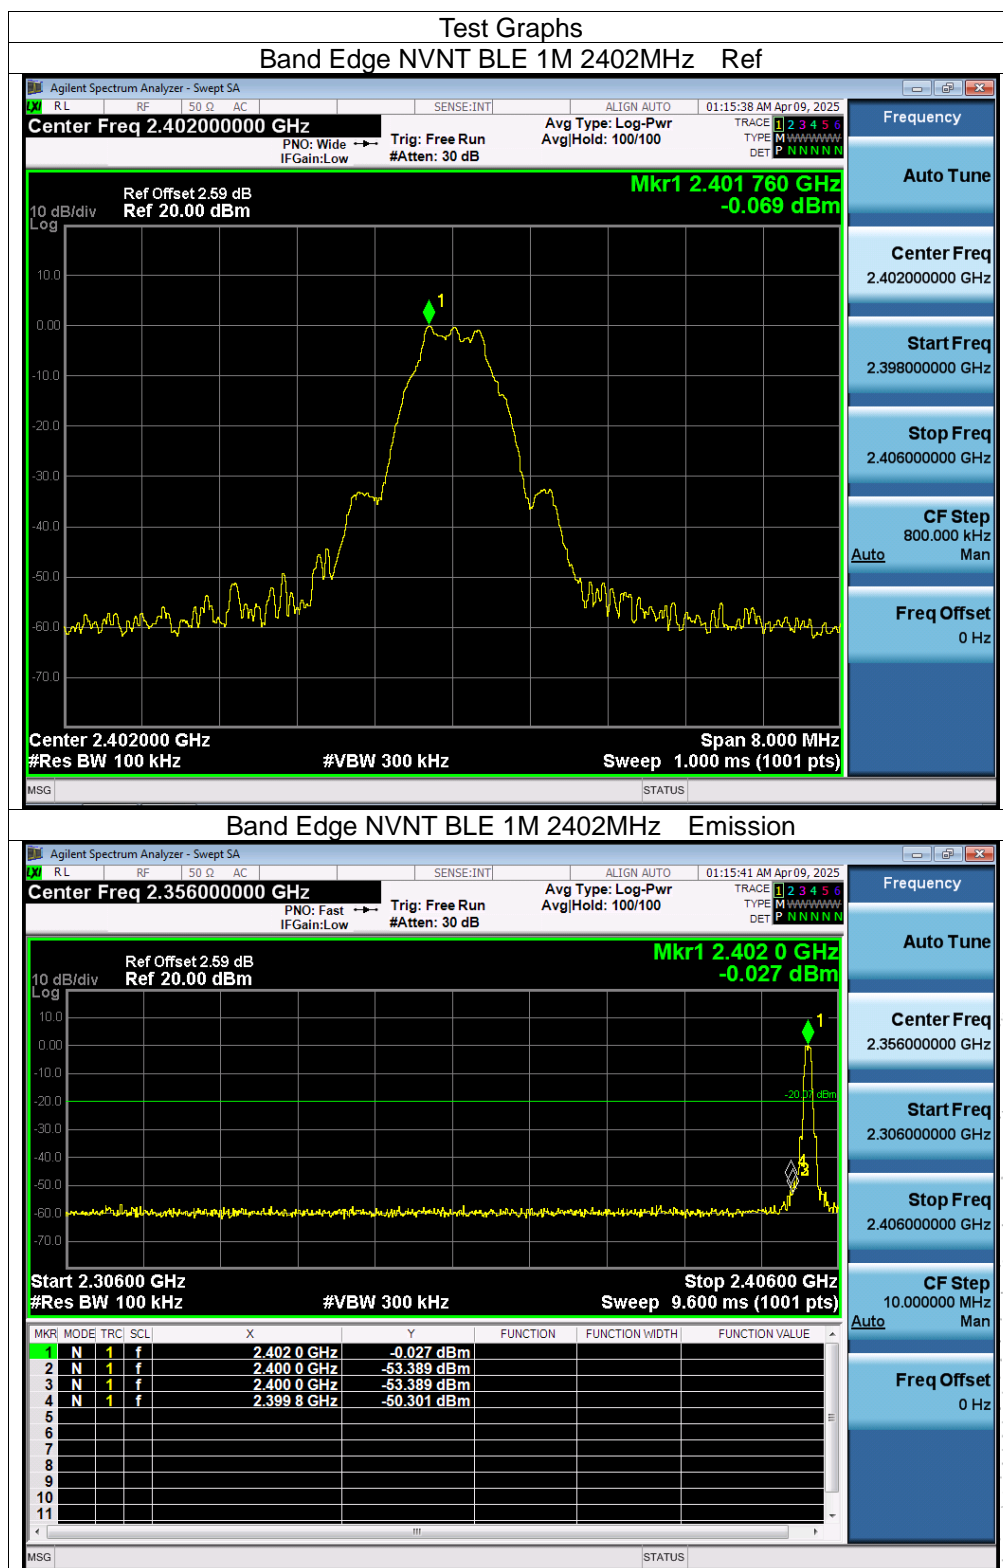 Test Graphs
Band Edge NVNT BLE 1M 2402MHz Ref
Agilent Spectrum Analyzer - Swept SA
LXI RL RF 50 Ω AC SENSE:INT ALIGN AUTO 01:15:38 AM Apr 09, 2025
Center Freq 2.402000000 GHz
PNO: Wide
IFGain:Low
Trig: Free Run
#Atten: 30 dB
Avg Type: Log-Pwr
Avg|Hold: 100/100
TRACE 1 2 3 4 5 6
TYPE M W W W W W
DET P N N N N N
Frequency
Auto Tune
Center Freq
2.402000000 GHz
Start Freq
2.398000000 GHz
Stop Freq
2.406000000 GHz
CF Step
800.000 kHz
Auto Man
Freq Offset
0 Hz
Mkr1 2.401 760 GHz
-0.069 dBm
Ref Offset 2.59 dB
10 dB/div Ref 20.00 dBm
Log
10.0
0.00
-10.0
-20.0
-30.0
-40.0
-50.0
-60.0
-70.0
1
Center 2.402000 GHz Span 8.000 MHz
#Res BW 100 kHz #VBW 300 kHz Sweep 1.000 ms (1001 pts)
MSG STATUS
Band Edge NVNT BLE 1M 2402MHz Emission
Agilent Spectrum Analyzer - Swept SA
LXI RL RF 50 Ω AC SENSE:INT ALIGN AUTO 01:15:41 AM Apr 09, 2025
Center Freq 2.356000000 GHz
PNO: Fast
IFGain:Low
Trig: Free Run
#Atten: 30 dB
Avg Type: Log-Pwr
Avg|Hold: 100/100
TRACE 1 2 3 4 5 6
TYPE M W W W W W
DET P N N N N N
Frequency
Auto Tune
Center Freq
2.356000000 GHz
Start Freq
2.306000000 GHz
Stop Freq
2.406000000 GHz
CF Step
10.000000 MHz
Auto Man
Freq Offset
0 Hz
Mkr1 2.402 0 GHz
-0.027 dBm
Ref Offset 2.59 dB
10 dB/div Ref 20.00 dBm
Log
10.0
0.00
-10.0
-20.0
-30.0
-40.0
-50.0
-60.0
-70.0
1
-20.07 dBm
4
3
Start 2.30600 GHz Stop 2.40600 GHz
#Res BW 100 kHz #VBW 300 kHz Sweep 9.600 ms (1001 pts)
MKR MODE TRC SCL X Y FUNCTION FUNCTION WIDTH FUNCTION VALUE
1 N 1 f 2.402 0 GHz -0.027 dBm
2 N 1 f 2.400 0 GHz -53.389 dBm
3 N 1 f 2.400 0 GHz -53.389 dBm
4 N 1 f 2.399 8 GHz -50.301 dBm
5
6
7
8
9
10
11
MSG STATUS